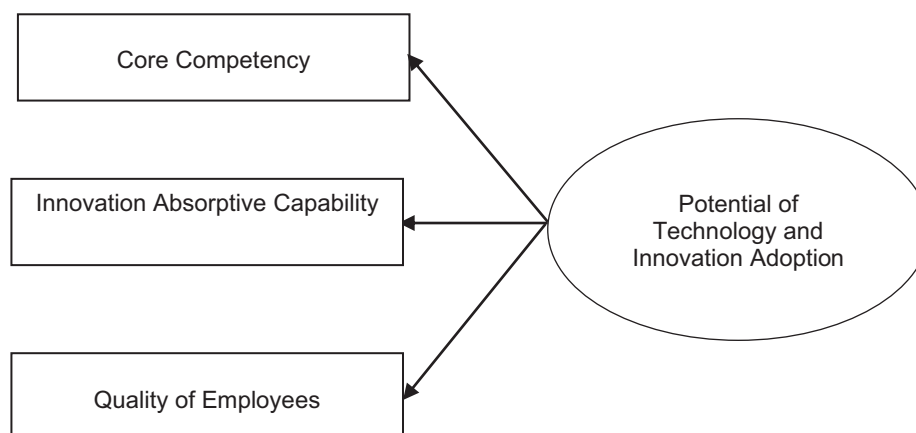 Core Competency
Innovation Absorptive Capability
Potential of
Technology and
Innovation Adoption
Quality of Employees